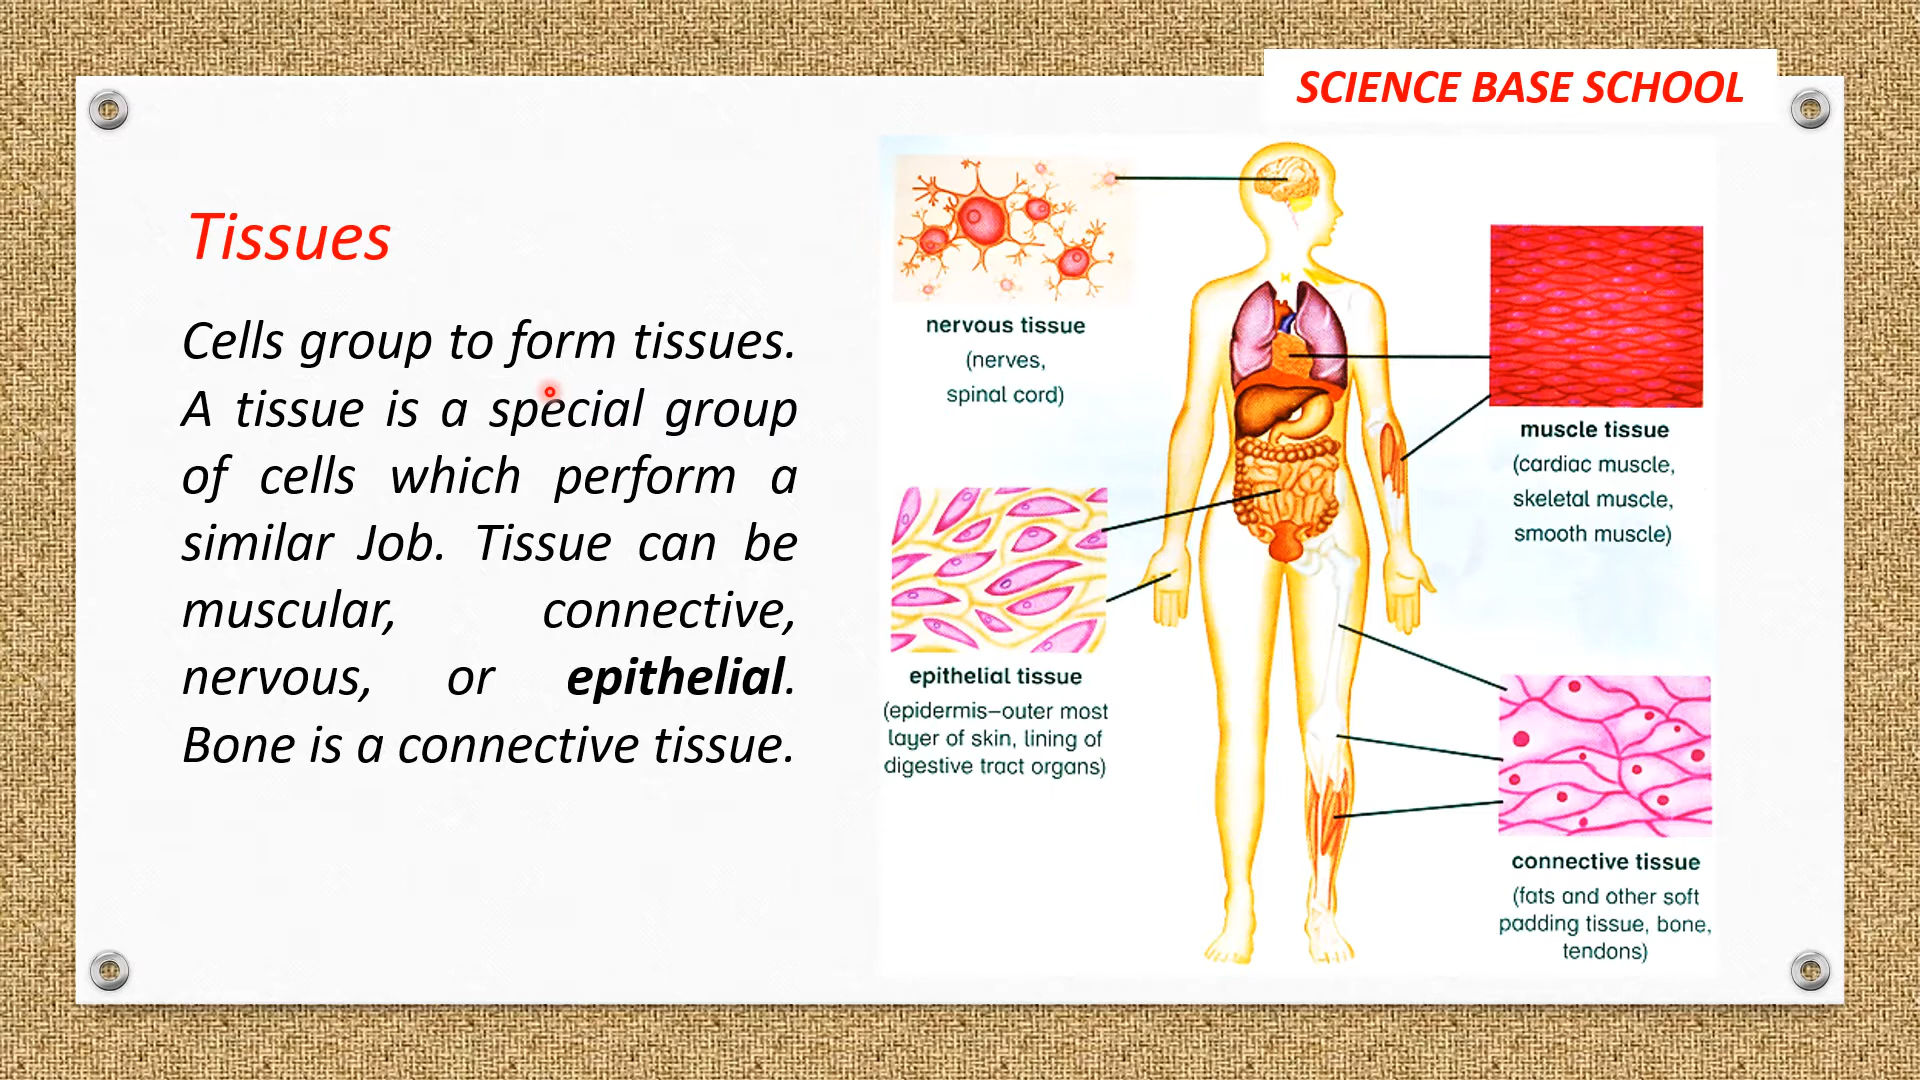 SCIENCE BASE SCHOOL
Tissues
Cells group to form tissues.
A tissue is a special group
of cells which perform a
similar Job. Tissue can be
muscular, connective,
nervous, or epithelial.
Bone is a connective tissue.
nervous tissue
(nerves,
spinal cord)
muscle tissue
(cardiac muscle,
skeletal muscle,
smooth muscle)
epithelial tissue
(epidermis–outer most
layer of skin, lining of
digestive tract organs)
connective tissue
(fats and other soft
padding tissue, bone,
tendons)